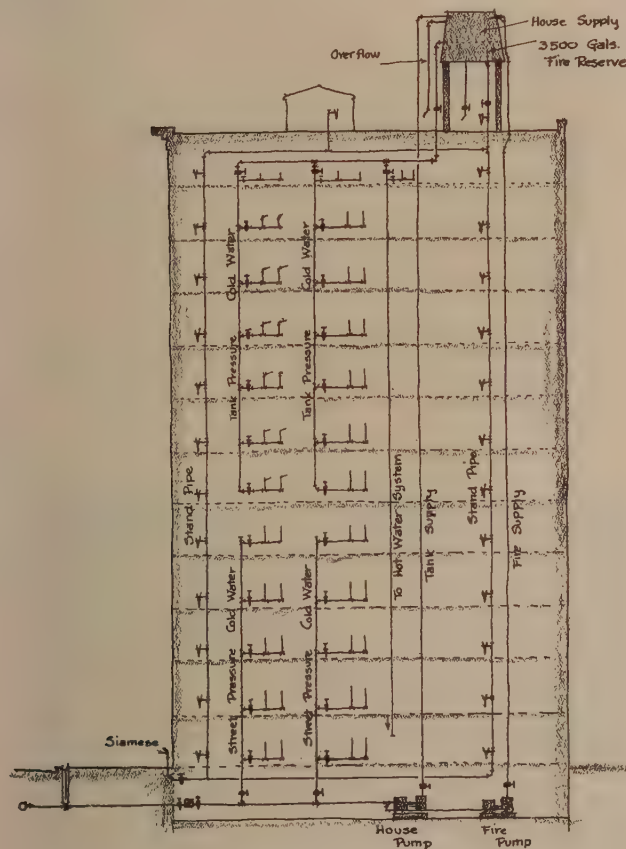 House Supply
3500 Gals.
Fire Reserve
Overflow
Cold Water
Cold Water
Tank Pressure
Tank Pressure
Stand Pipe
To Hot Water System
Tank Supply
Stand Pipe
Fire Supply
Cold Water
Cold Water
Street Pressure
Street Pressure
Siamese
House
Pump
Fire
Pump